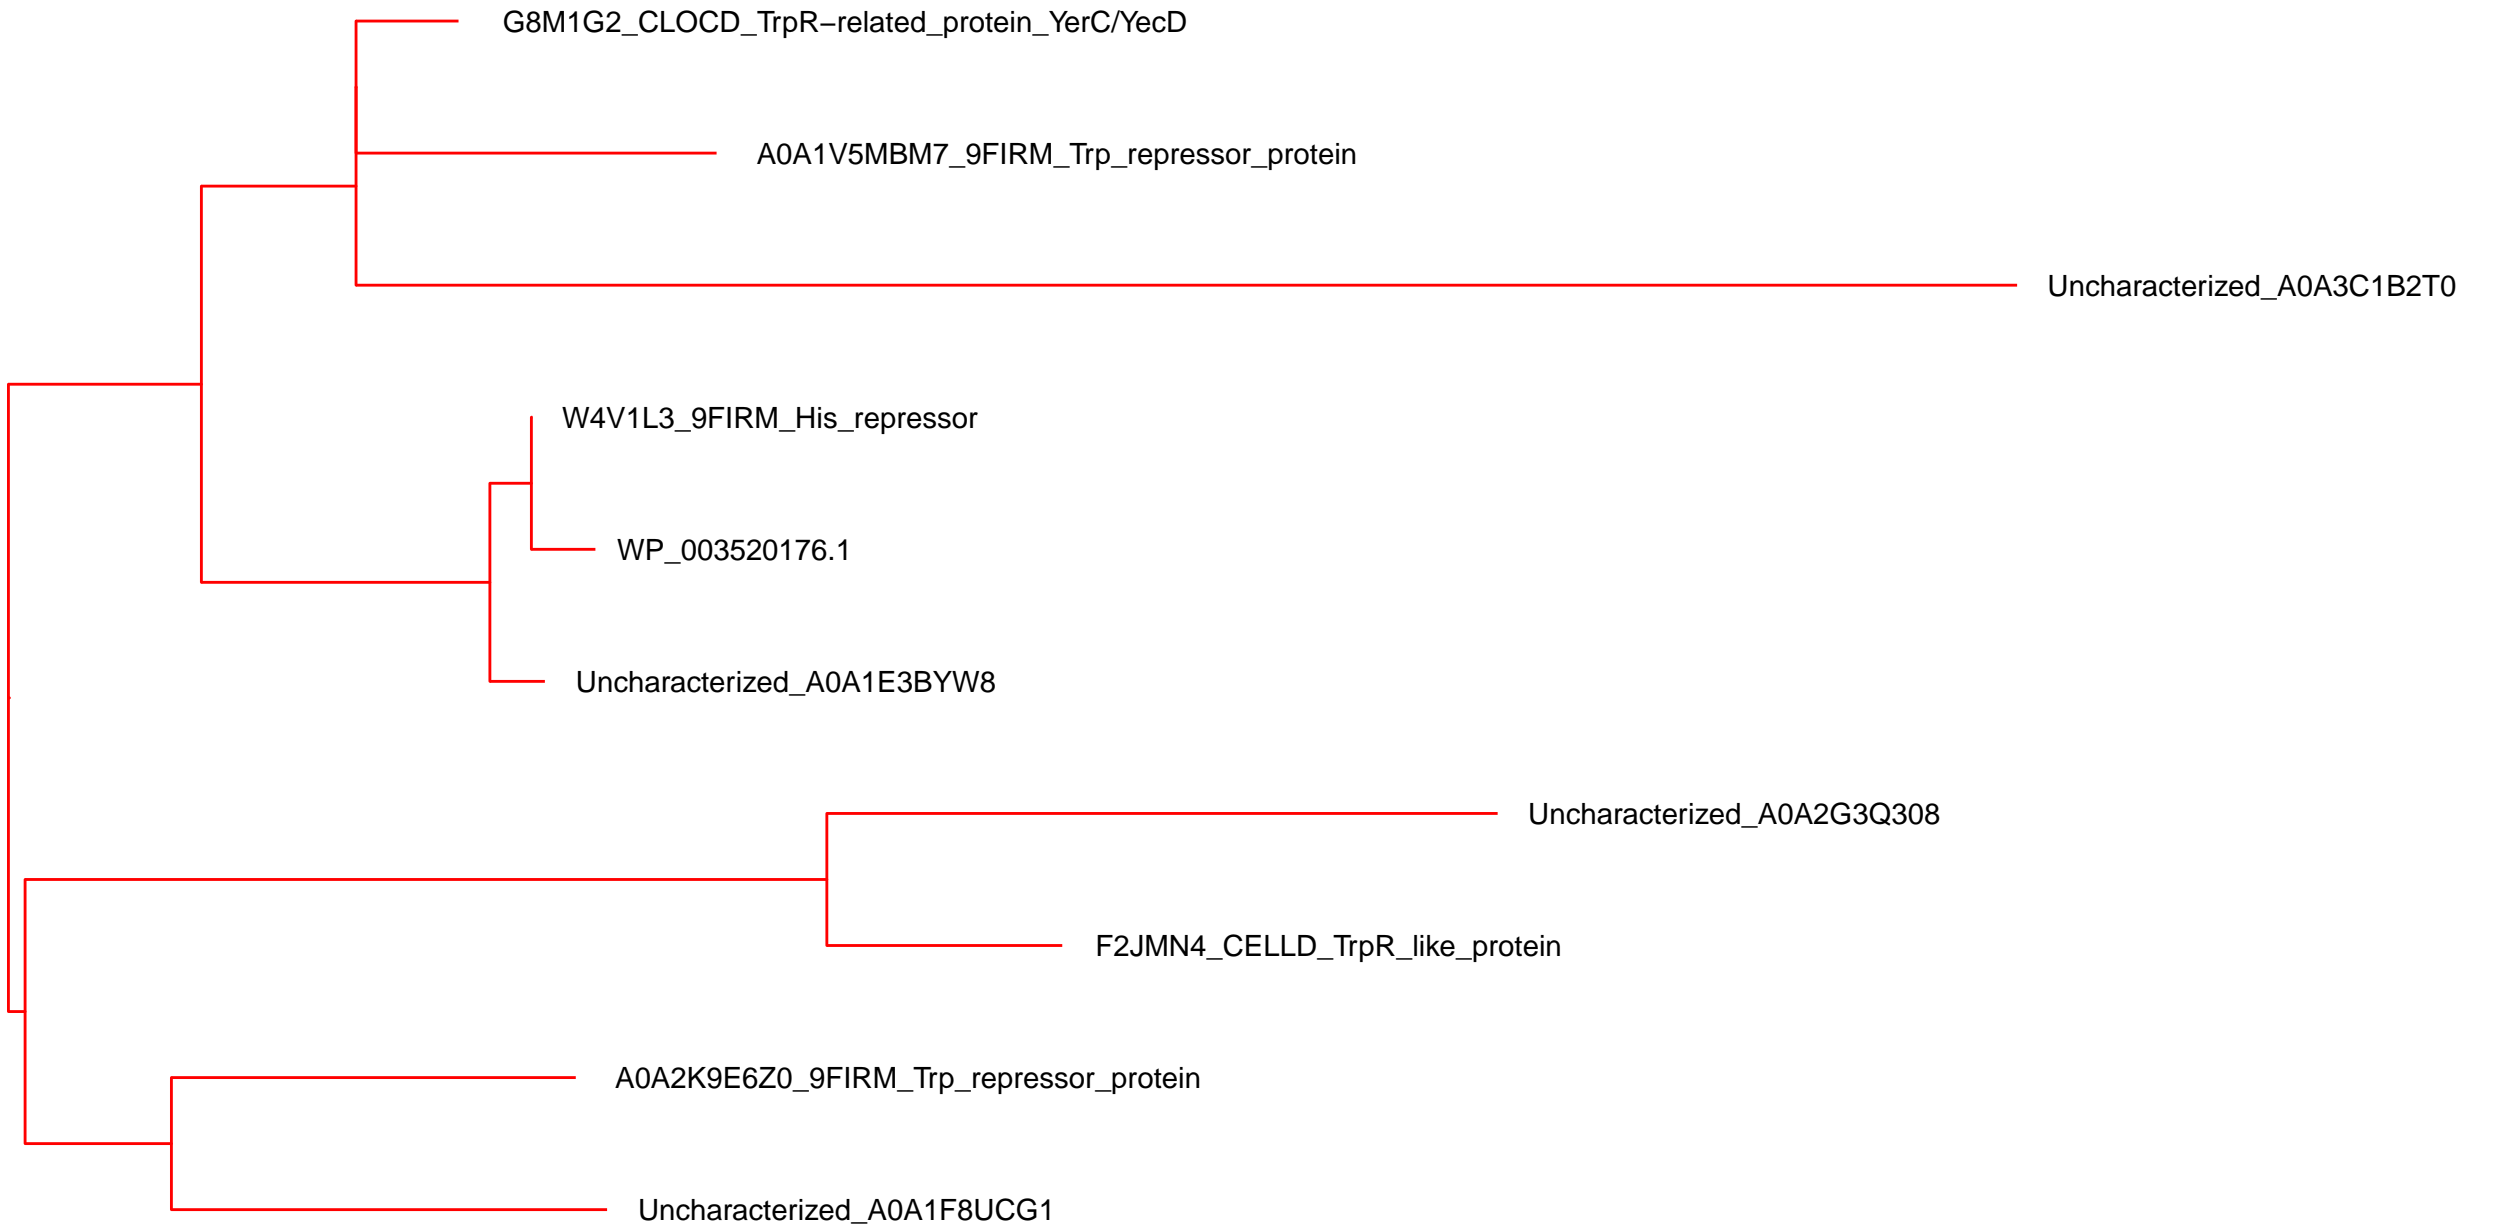 G8M1G2_CLOCD_TrpR−related_protein_YerC/YecD
A0A1V5MBM7_9FIRM_Trp_repressor_protein
Uncharacterized_A0A3C1B2T0
W4V1L3_9FIRM_His_repressor
WP_003520176.1
Uncharacterized_A0A1E3BYW8
Uncharacterized_A0A2G3Q308
F2JMN4_CELLD_TrpR_like_protein
A0A2K9E6Z0_9FIRM_Trp_repressor_protein
Uncharacterized_A0A1F8UCG1